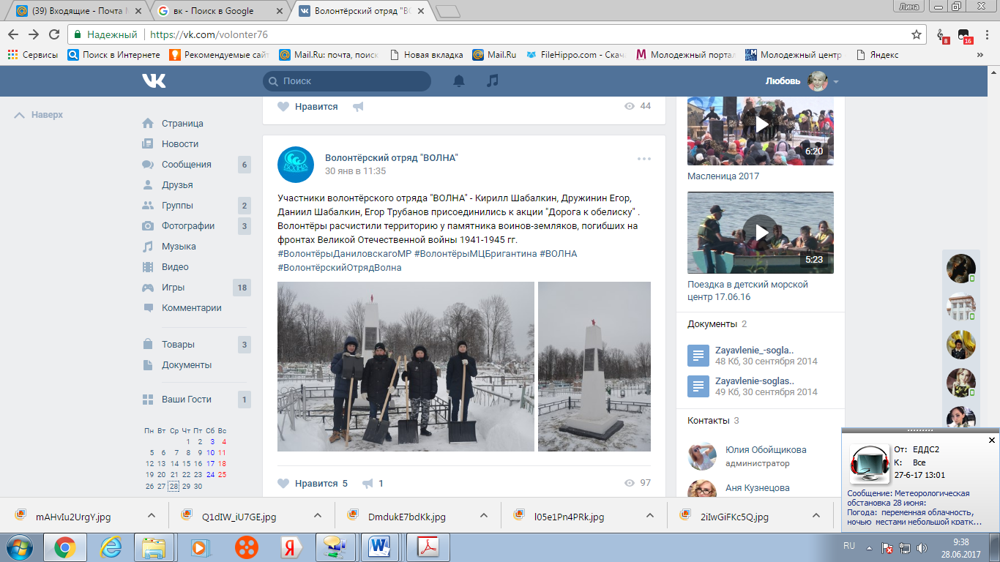 (39) Входящие - Почта M
вк - Поиск в Google
Волонтёрский отряд "ВО
Лина
Надежный
https://vk.com/volonter76
8
16
Сервисы
Поиск в Интернете
Рекомендуемые сайт
Mail.Ru: почта, поиск
Новая вкладка
Mail.Ru
FileHippo.com - Скача
Молодежный портал
Молодежный центр
Яндекс
»
Поиск
Любовь
Наверх
Страница
Новости
Сообщения 6
Друзья
Группы 2
Фотографии 3
Музыка
Видео
Игры 18
Комментарии
Товары 3
Документы
Ваши Гости 1
Пн Вт Ср Чт Пт Сб Вс
1 2 3 4
5 6 7 8 9 10 11
12 13 14 15 16 17 18
19 20 21 22 23 24 25
26 27 28 29 30
Нравится
44
Волонтёрский отряд "ВОЛНА"
30 янв в 11:35
Участники волонтёрского отряда "ВОЛНА" - Кирилл Шабалкин, Дружинин Егор,
Даниил Шабалкин, Егор Трубанов присоединились к акции "Дорога к обелиску" .
Волонтёры расчистили территорию у памятника воинов-земляков, погибших на
фронтах Великой Отечественной войны 1941-1945 гг.
#ВолонтёрыДаниловскагоМР #ВолонтёрыМЦБригантина #ВОЛНА
#ВолонтёрскийОтрядВолна
Нравится 5
1
97
6:20
Масленица 2017
5:23
Поездка в детский морской
центр 17.06.16
Документы 2
Zayavlenie_-sogla..
48 Кб, 30 сентября 2014
Zayavlenie-soglas..
49 Кб, 30 сентября 2014
Контакты 3
Юлия Обойщикова
администратор
Аня Кузнецова
От: ЕДДС2
К: Все
27-6-17 13:01
Сообщение: Метеорологическая
обстановка 28 июня:
Погода: переменная облачность,
ночью местами небольшой кратк...
mAHvIu2UrgY.jpg
Q1dIW_iU7GE.jpg
DmdukE7bdKk.jpg
l05e1Pn4PRk.jpg
2iIwGiFKc5Q.jpg
RU
9:38
28.06.2017